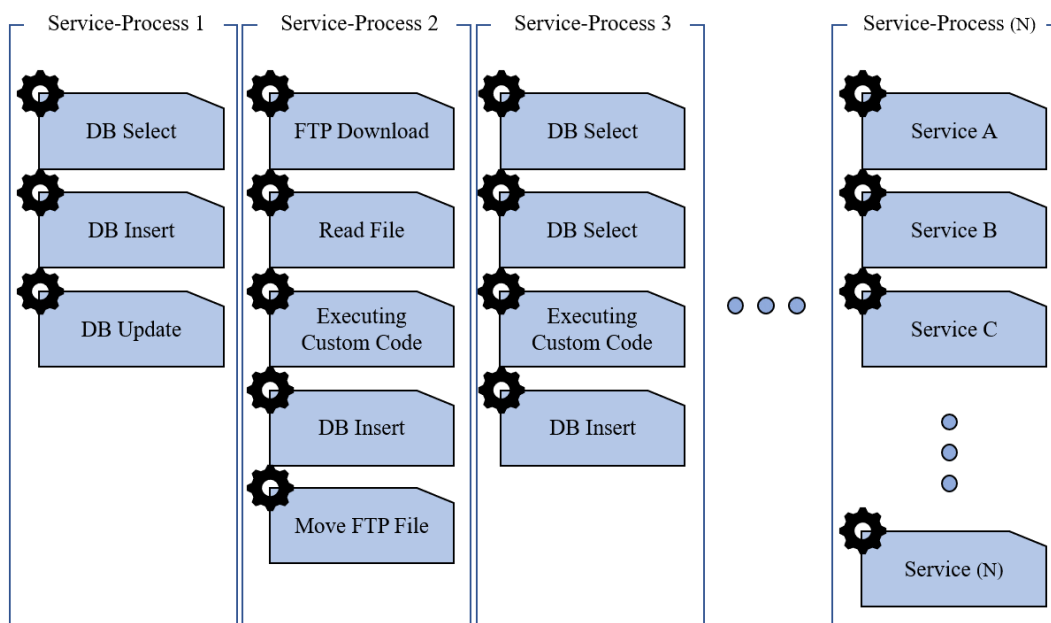 Service-Process 1
DB Select
DB Insert
DB Update
Service-Process 2
FTP Download
Read File
Executing
Custom Code
DB Insert
Move FTP File
Service-Process 3
DB Select
DB Select
Executing
Custom Code
DB Insert
Service-Process (N)
Service A
Service B
Service C
Service (N)